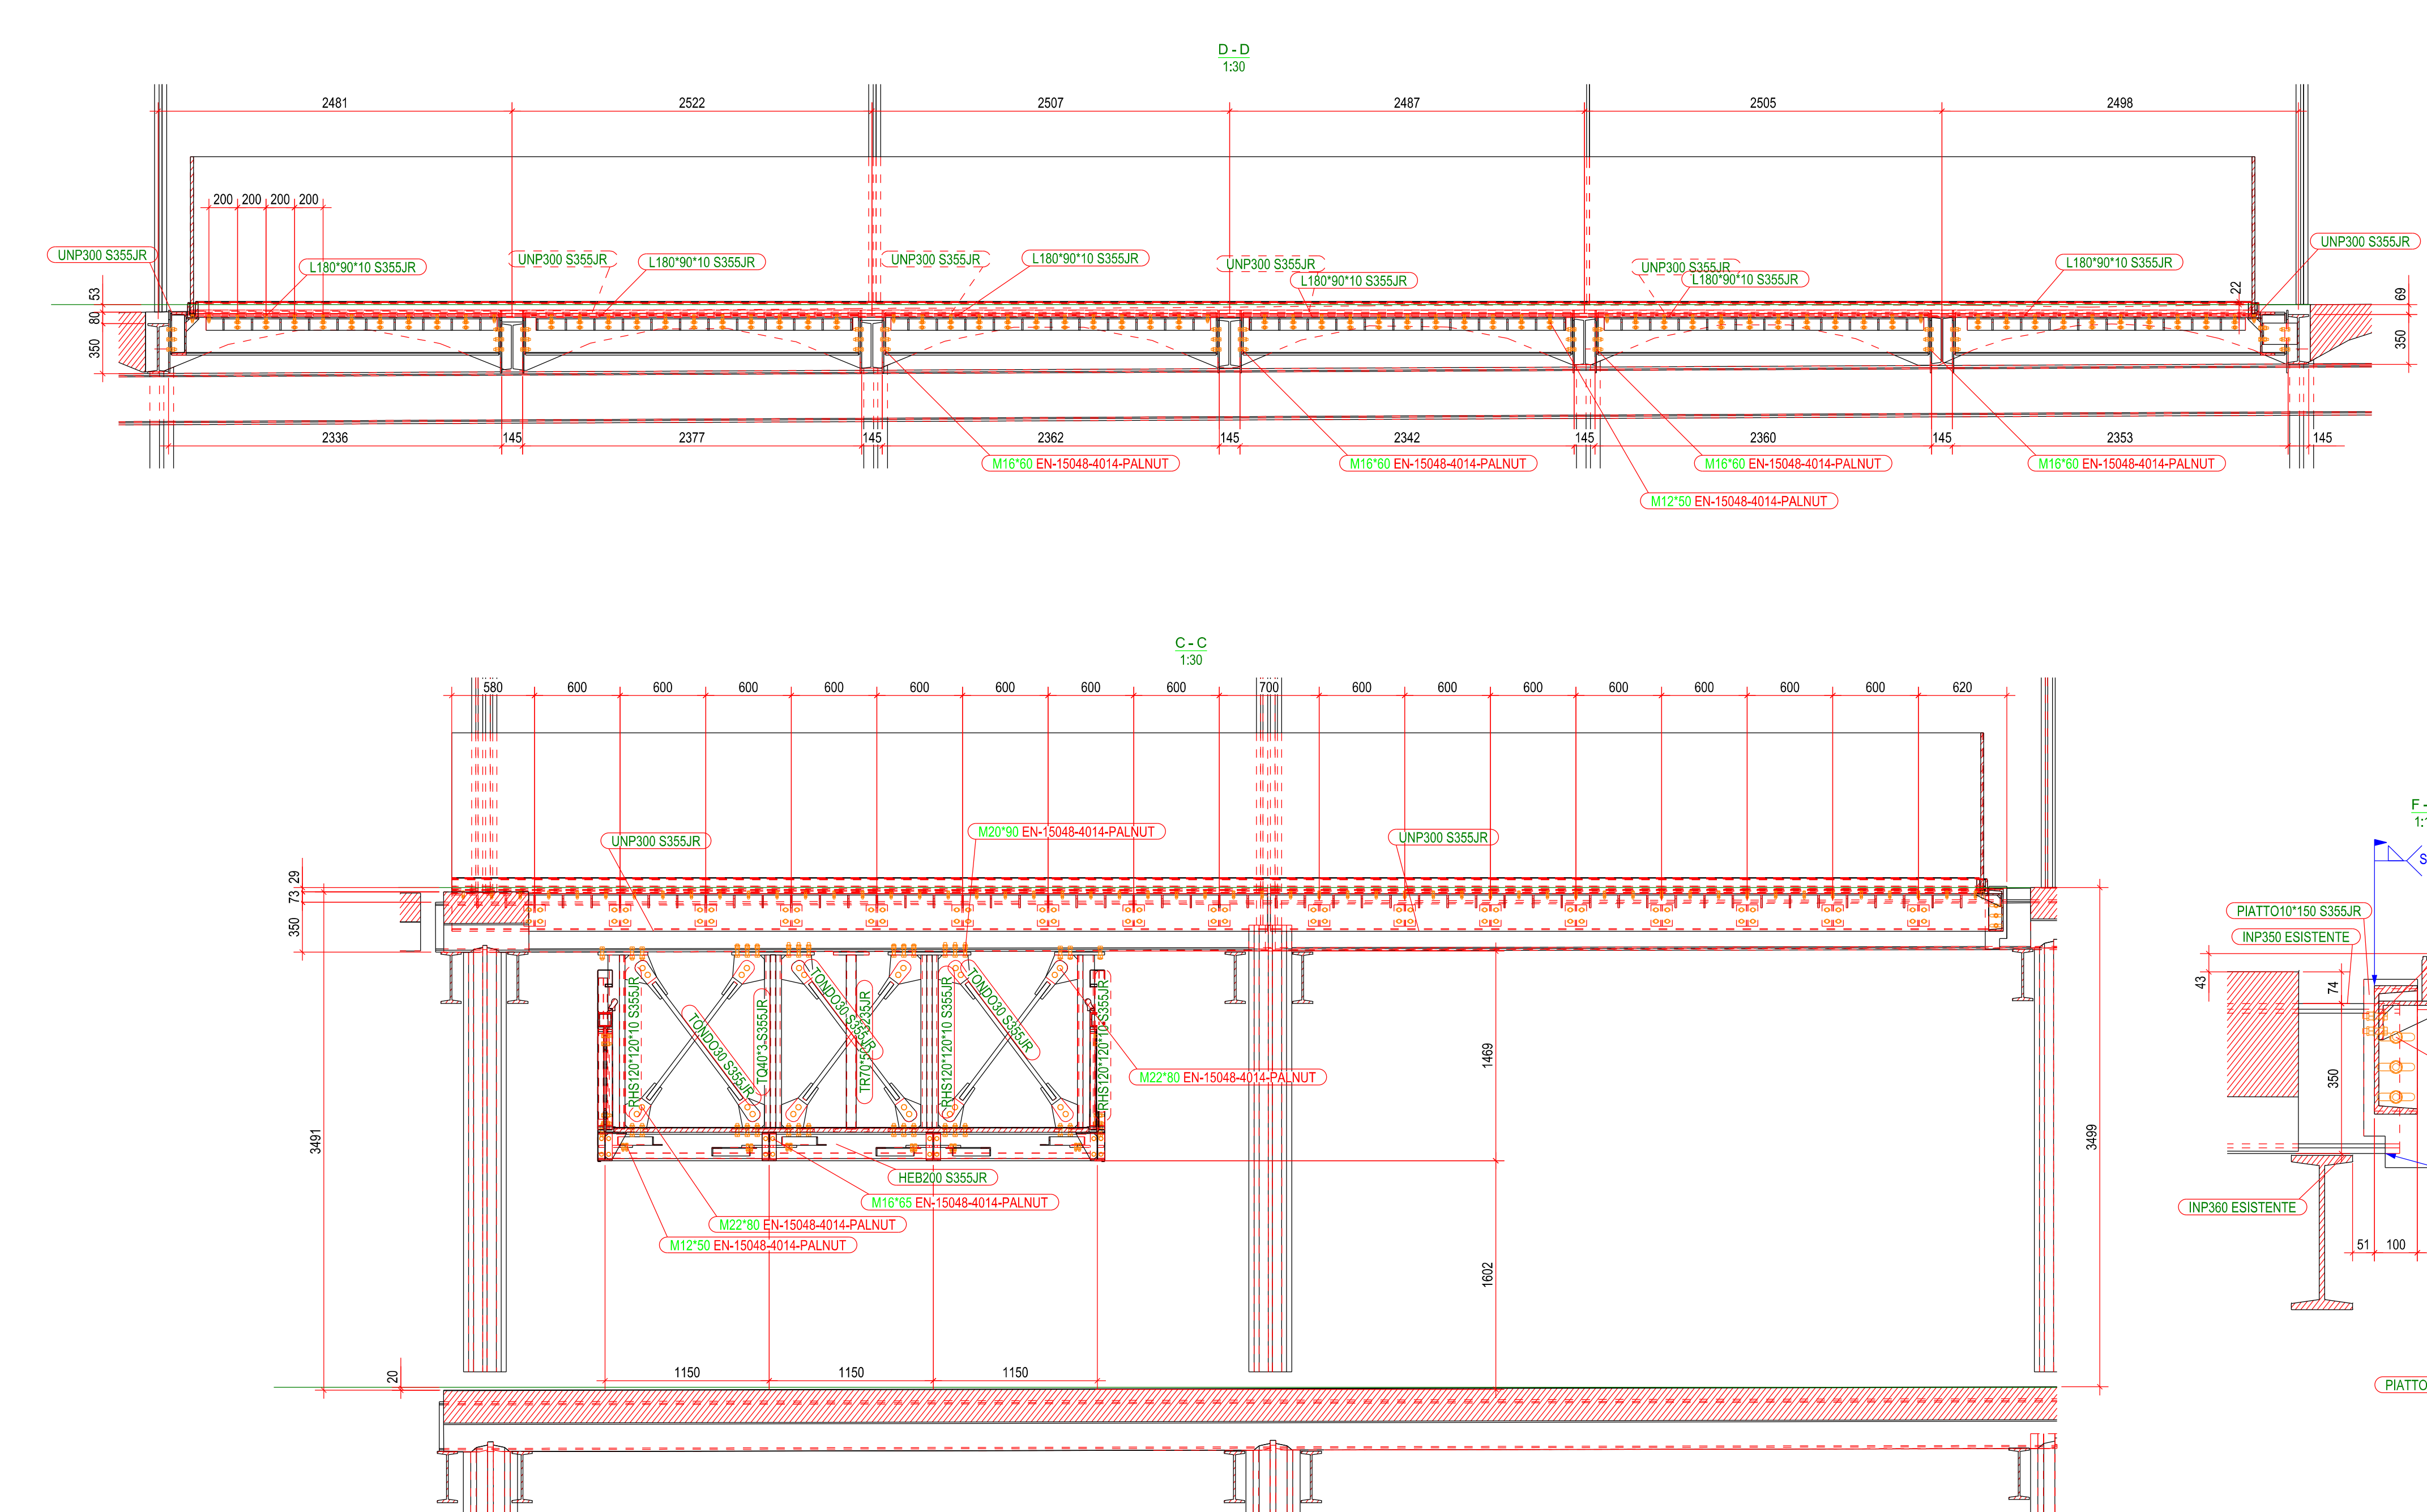 D - D
1:30
2481 2522 2507 2487 2505 2498
200 200 200 200
UNP300 S355JR
L180*90*10 S355JR
UNP300 S355JR
L180*90*10 S355JR
UNP300 S355JR
L180*90*10 S355JR
UNP300 S355JR
L180*90*10 S355JR
UNP300 S355JR
L180*90*10 S355JR
L180*90*10 S355JR
UNP300 S355JR
53
80
350
22
69
350
2336 145 2377 145 2362 145 2342 145 2360 145 2353 145
M16*60 EN-15048-4014-PALNUT
M16*60 EN-15048-4014-PALNUT
M16*60 EN-15048-4014-PALNUT
M16*60 EN-15048-4014-PALNUT
M12*50 EN-15048-4014-PALNUT
C - C
1:30
580 600 600 600 600 600 600 600 600 700 600 600 600 600 600 600 600 620
UNP300 S355JR
M20*90 EN-15048-4014-PALNUT
UNP300 S355JR
29
73
350
RHS120*120*10 S355JR
TONDO30 S355JR
TQ40*3-S355JR
TONDO30 S355JR
RHS120*120*10 S355JR
TONDO30 S355JR
RHS120*120*10 S355JR
M22*80 EN-15048-4014-PALNUT
HEB200 S355JR
M16*65 EN-15048-4014-PALNUT
M22*80 EN-15048-4014-PALNUT
M12*50 EN-15048-4014-PALNUT
3491
1469
1602
3499
20
1150 1150 1150
F -
PIATTO10*150 S355JR
INP350 ESISTENTE
43
74
350
INP360 ESISTENTE
51 100
PIATTO